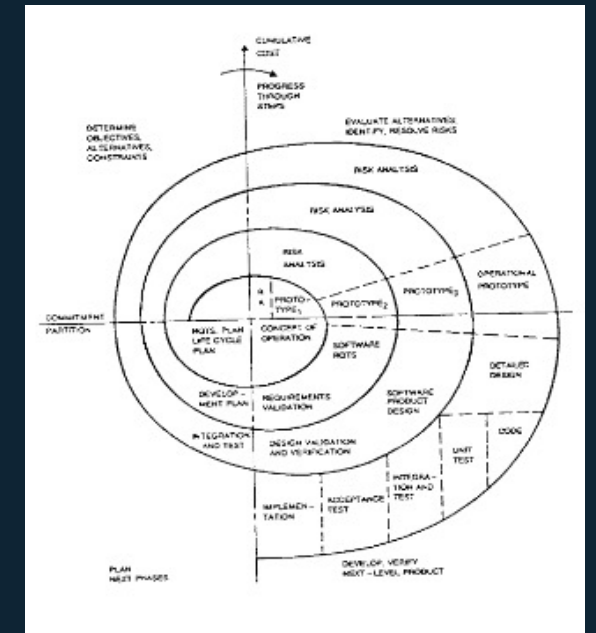 CUMULATIVE
COST
PROGRESS
THROUGH
STEPS
DETERMINE
OBJECTIVES,
ALTERNATIVES,
CONSTRAINTS
EVALUATE ALTERNATIVES,
IDENTIFY, RESOLVE RISKS
RISK ANALYSIS
RISK ANALYSIS
RISK
ANALYSIS
R
A
PROTO-
TYPE1
PROTOTYPE2
PROTOTYPE3
OPERATIONAL
PROTOTYPE
COMMITMENT
PARTITION
RQTS. PLAN
LIFE CYCLE
PLAN
CONCEPT OF
OPERATION
SOFTWARE
RQTS
DETAILED
DESIGN
DEVELOP-
MENT PLAN
REQUIREMENTS
VALIDATION
SOFTWARE
PRODUCT
DESIGN
CODE
UNIT
TEST
INTEGRATION
AND TEST
DESIGN VALIDATION
AND VERIFICATION
INTEGRA-
TION AND
TEST
ACCEPTANCE
TEST
IMPLEMEN-
TATION
PLAN
NEXT PHASES
DEVELOP, VERIFY
NEXT-LEVEL PRODUCT